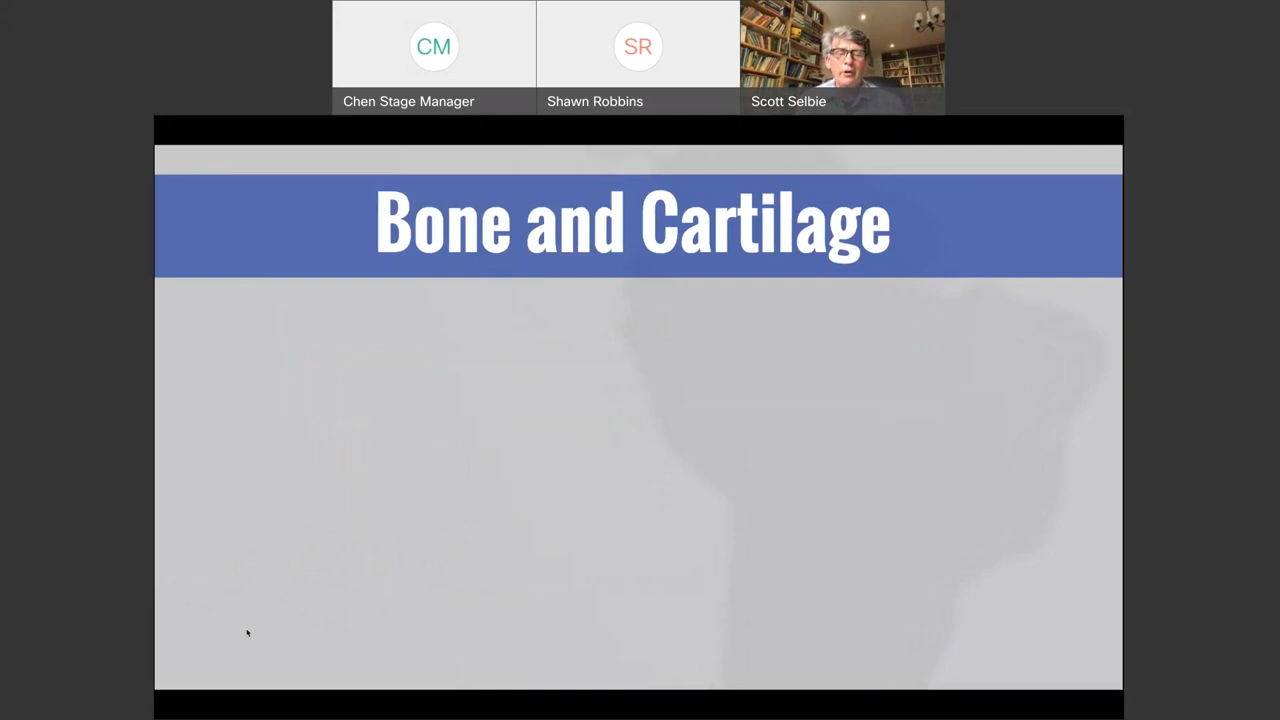 CM
SR
Chen Stage Manager
Shawn Robbins
Scott Selbie
Bone and Cartilage